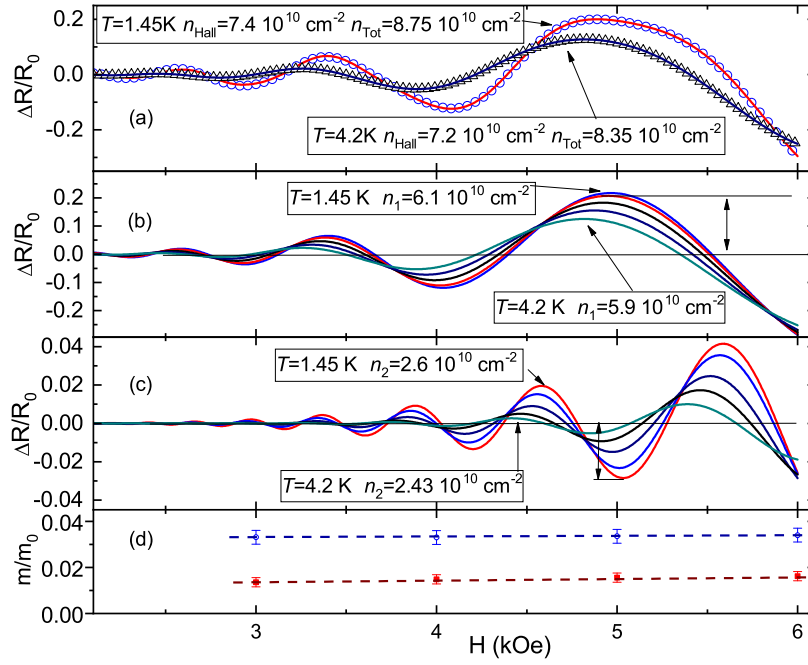 T=1.45K n_Hall=7.4 10^10 cm^-2 n_Tot=8.75 10^10 cm^-2
0.2
0.0
-0.2
ΔR/R_0
(a)
T=4.2K n_Hall=7.2 10^10 cm^-2 n_Tot=8.35 10^10 cm^-2
0.2
0.1
0.0
-0.1
-0.2
ΔR/R_0
(b)
T=1.45 K n_1=6.1 10^10 cm^-2
T=4.2 K n_1=5.9 10^10 cm^-2
0.04
0.02
0.00
-0.02
-0.04
ΔR/R_0
(c)
T=1.45 K n_2=2.6 10^10 cm^-2
T=4.2 K n_2=2.43 10^10 cm^-2
0.04
0.02
0.00
m/m_0
(d)
3 4 5 6
H (kOe)